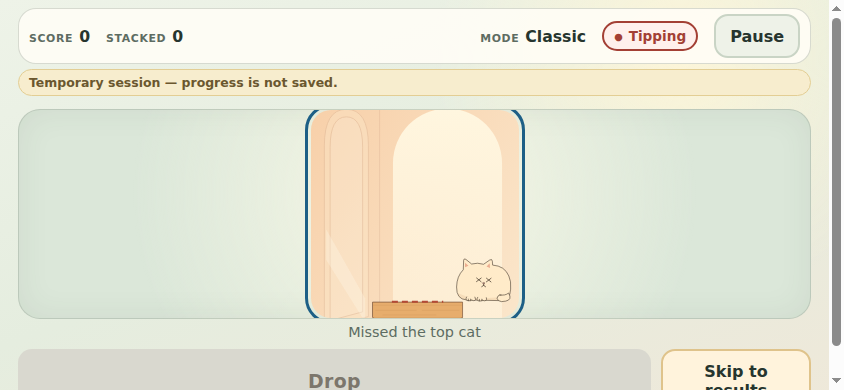 SCORE 0 STACKED 0 MODE Classic ● Tipping Pause
Temporary session — progress is not saved.
Missed the top cat
Drop
Skip to
results